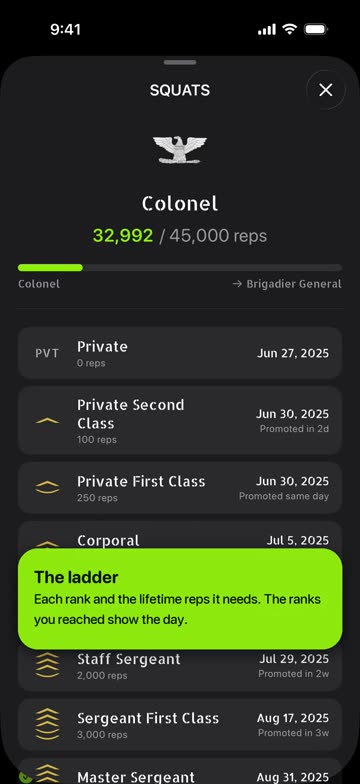 9:41
SQUATS
Colonel
32,992 / 45,000 reps
Colonel → Brigadier General
PVT Private Jun 27, 2025
0 reps
Private Second
Class
100 reps
Jun 30, 2025
Promoted in 2d
Private First Class Jun 30, 2025
250 reps Promoted same day
Corporal Jul 5, 2025
The ladder
Each rank and the lifetime reps it needs. The ranks
you reached show the day.
Staff Sergeant Jul 29, 2025
2,000 reps Promoted in 2w
Sergeant First Class Aug 17, 2025
3,000 reps Promoted in 3w
Master Sergeant Aug 31, 2025